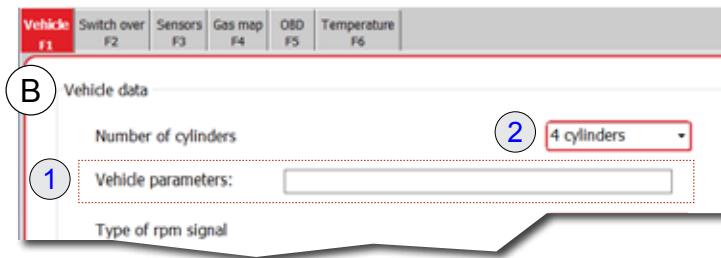 Vehicle Switch over Sensors Gas map OBD Temperature
F1 F2 F3 F4 F5 F6
B Vehicle data
Number of cylinders 2 4 cylinders
1 Vehicle parameters:
Type of rpm signal